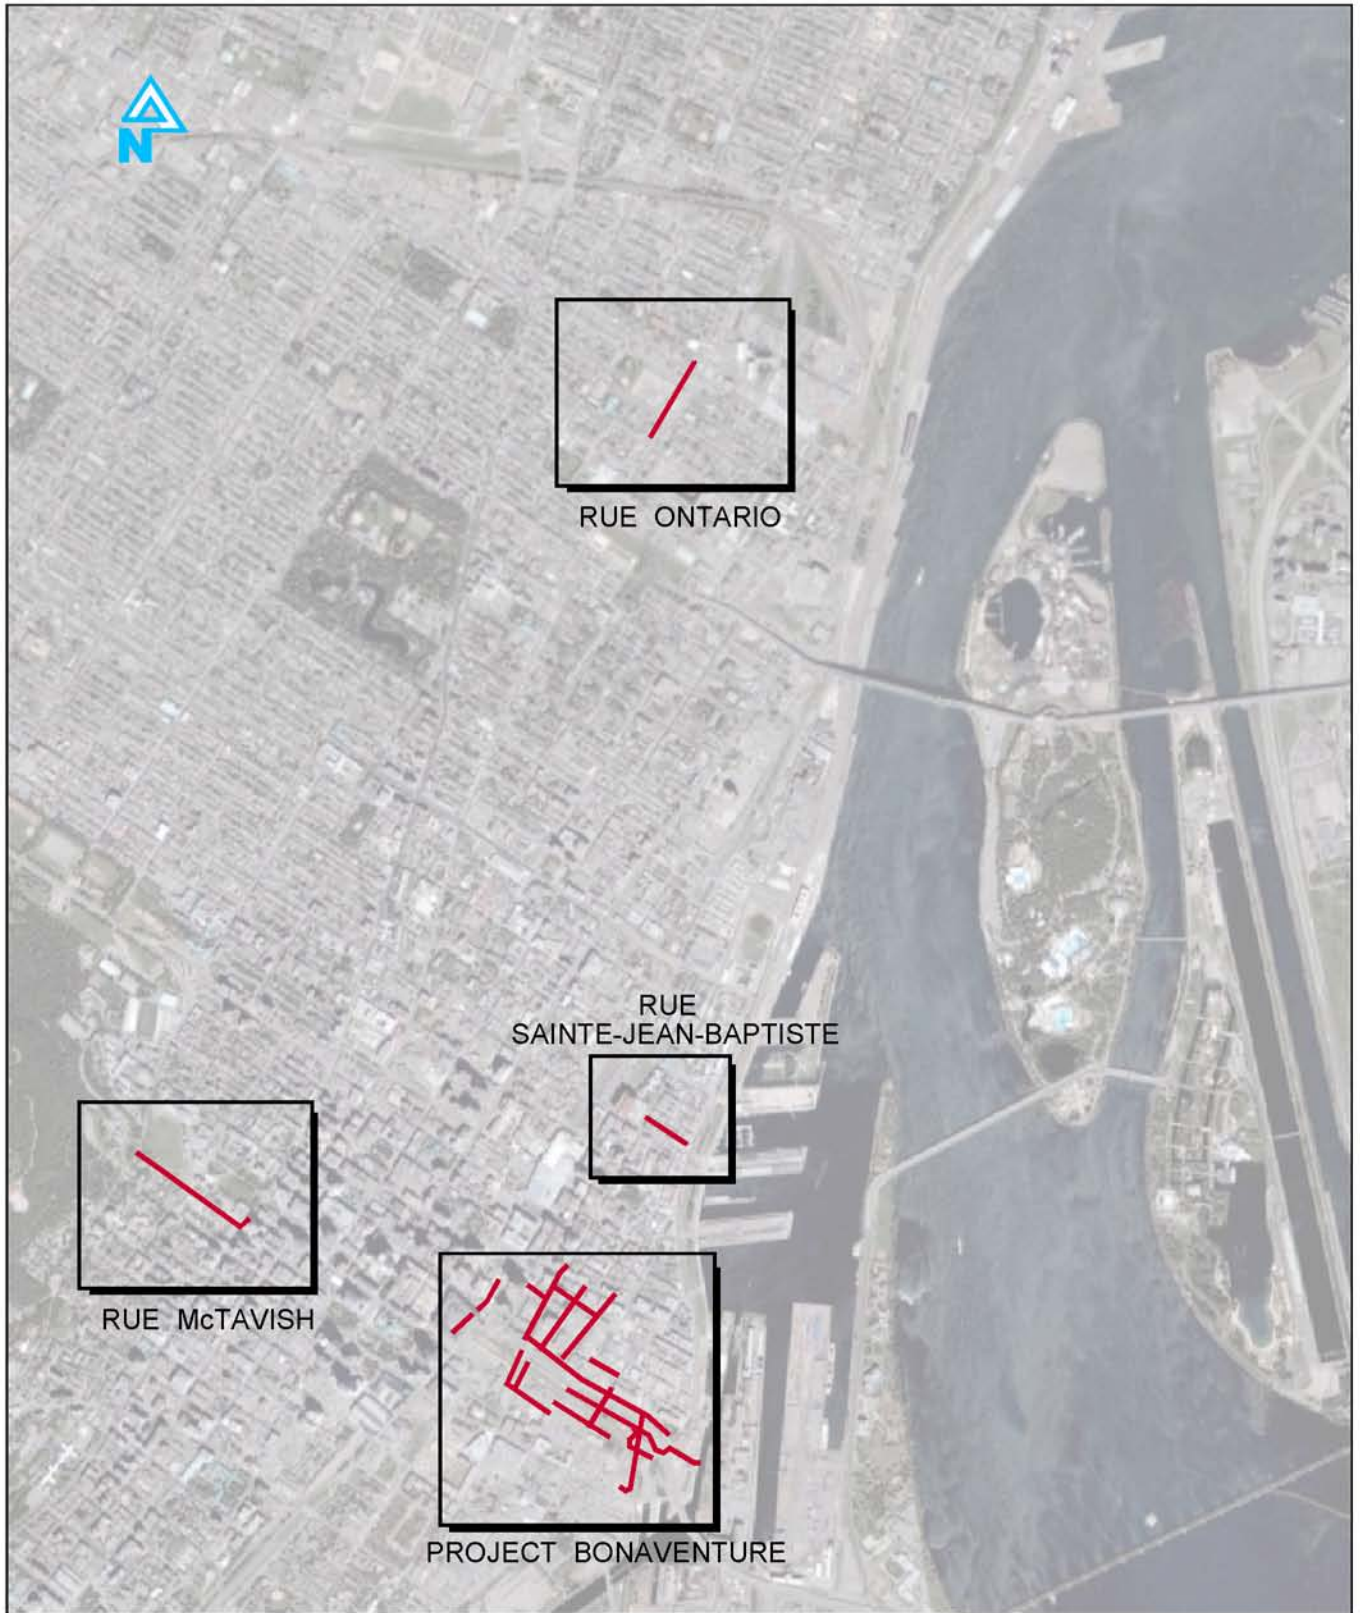 N
RUE ONTARIO
RUE
SAINTE-JEAN-BAPTISTE
RUE McTAVISH
PROJECT BONAVENTURE